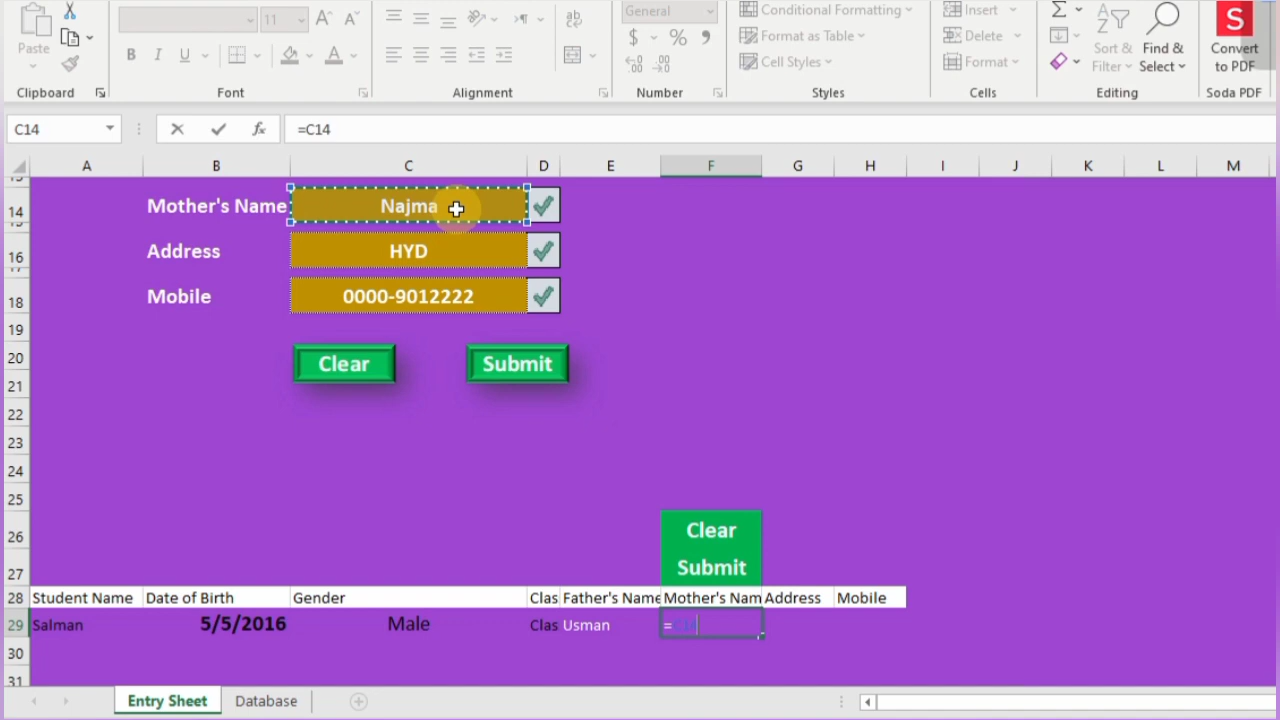 General
11
Conditional Formatting
Insert
Σ
S
Paste
B I U A
$ % 9
Format as Table
Delete
Sort &
Filter
Find &
Select
Convert
to PDF
Cell Styles
Format
Clipboard
Font
Alignment
Number
Styles
Cells
Editing
Soda PDF
C14
fx
=C14
A B C D E F G H I J K L M
14 Mother's Name Najma
16 Address HYD
18 Mobile 0000-9012222
19
20 Clear Submit
21
22
23
24
25
26 Clear
27 Submit
28 Student Name Date of Birth Gender Clas Father's Name Mother's Nam Address Mobile
29 Salman 5/5/2016 Male Clas Usman =C14
30
31
Entry Sheet Database